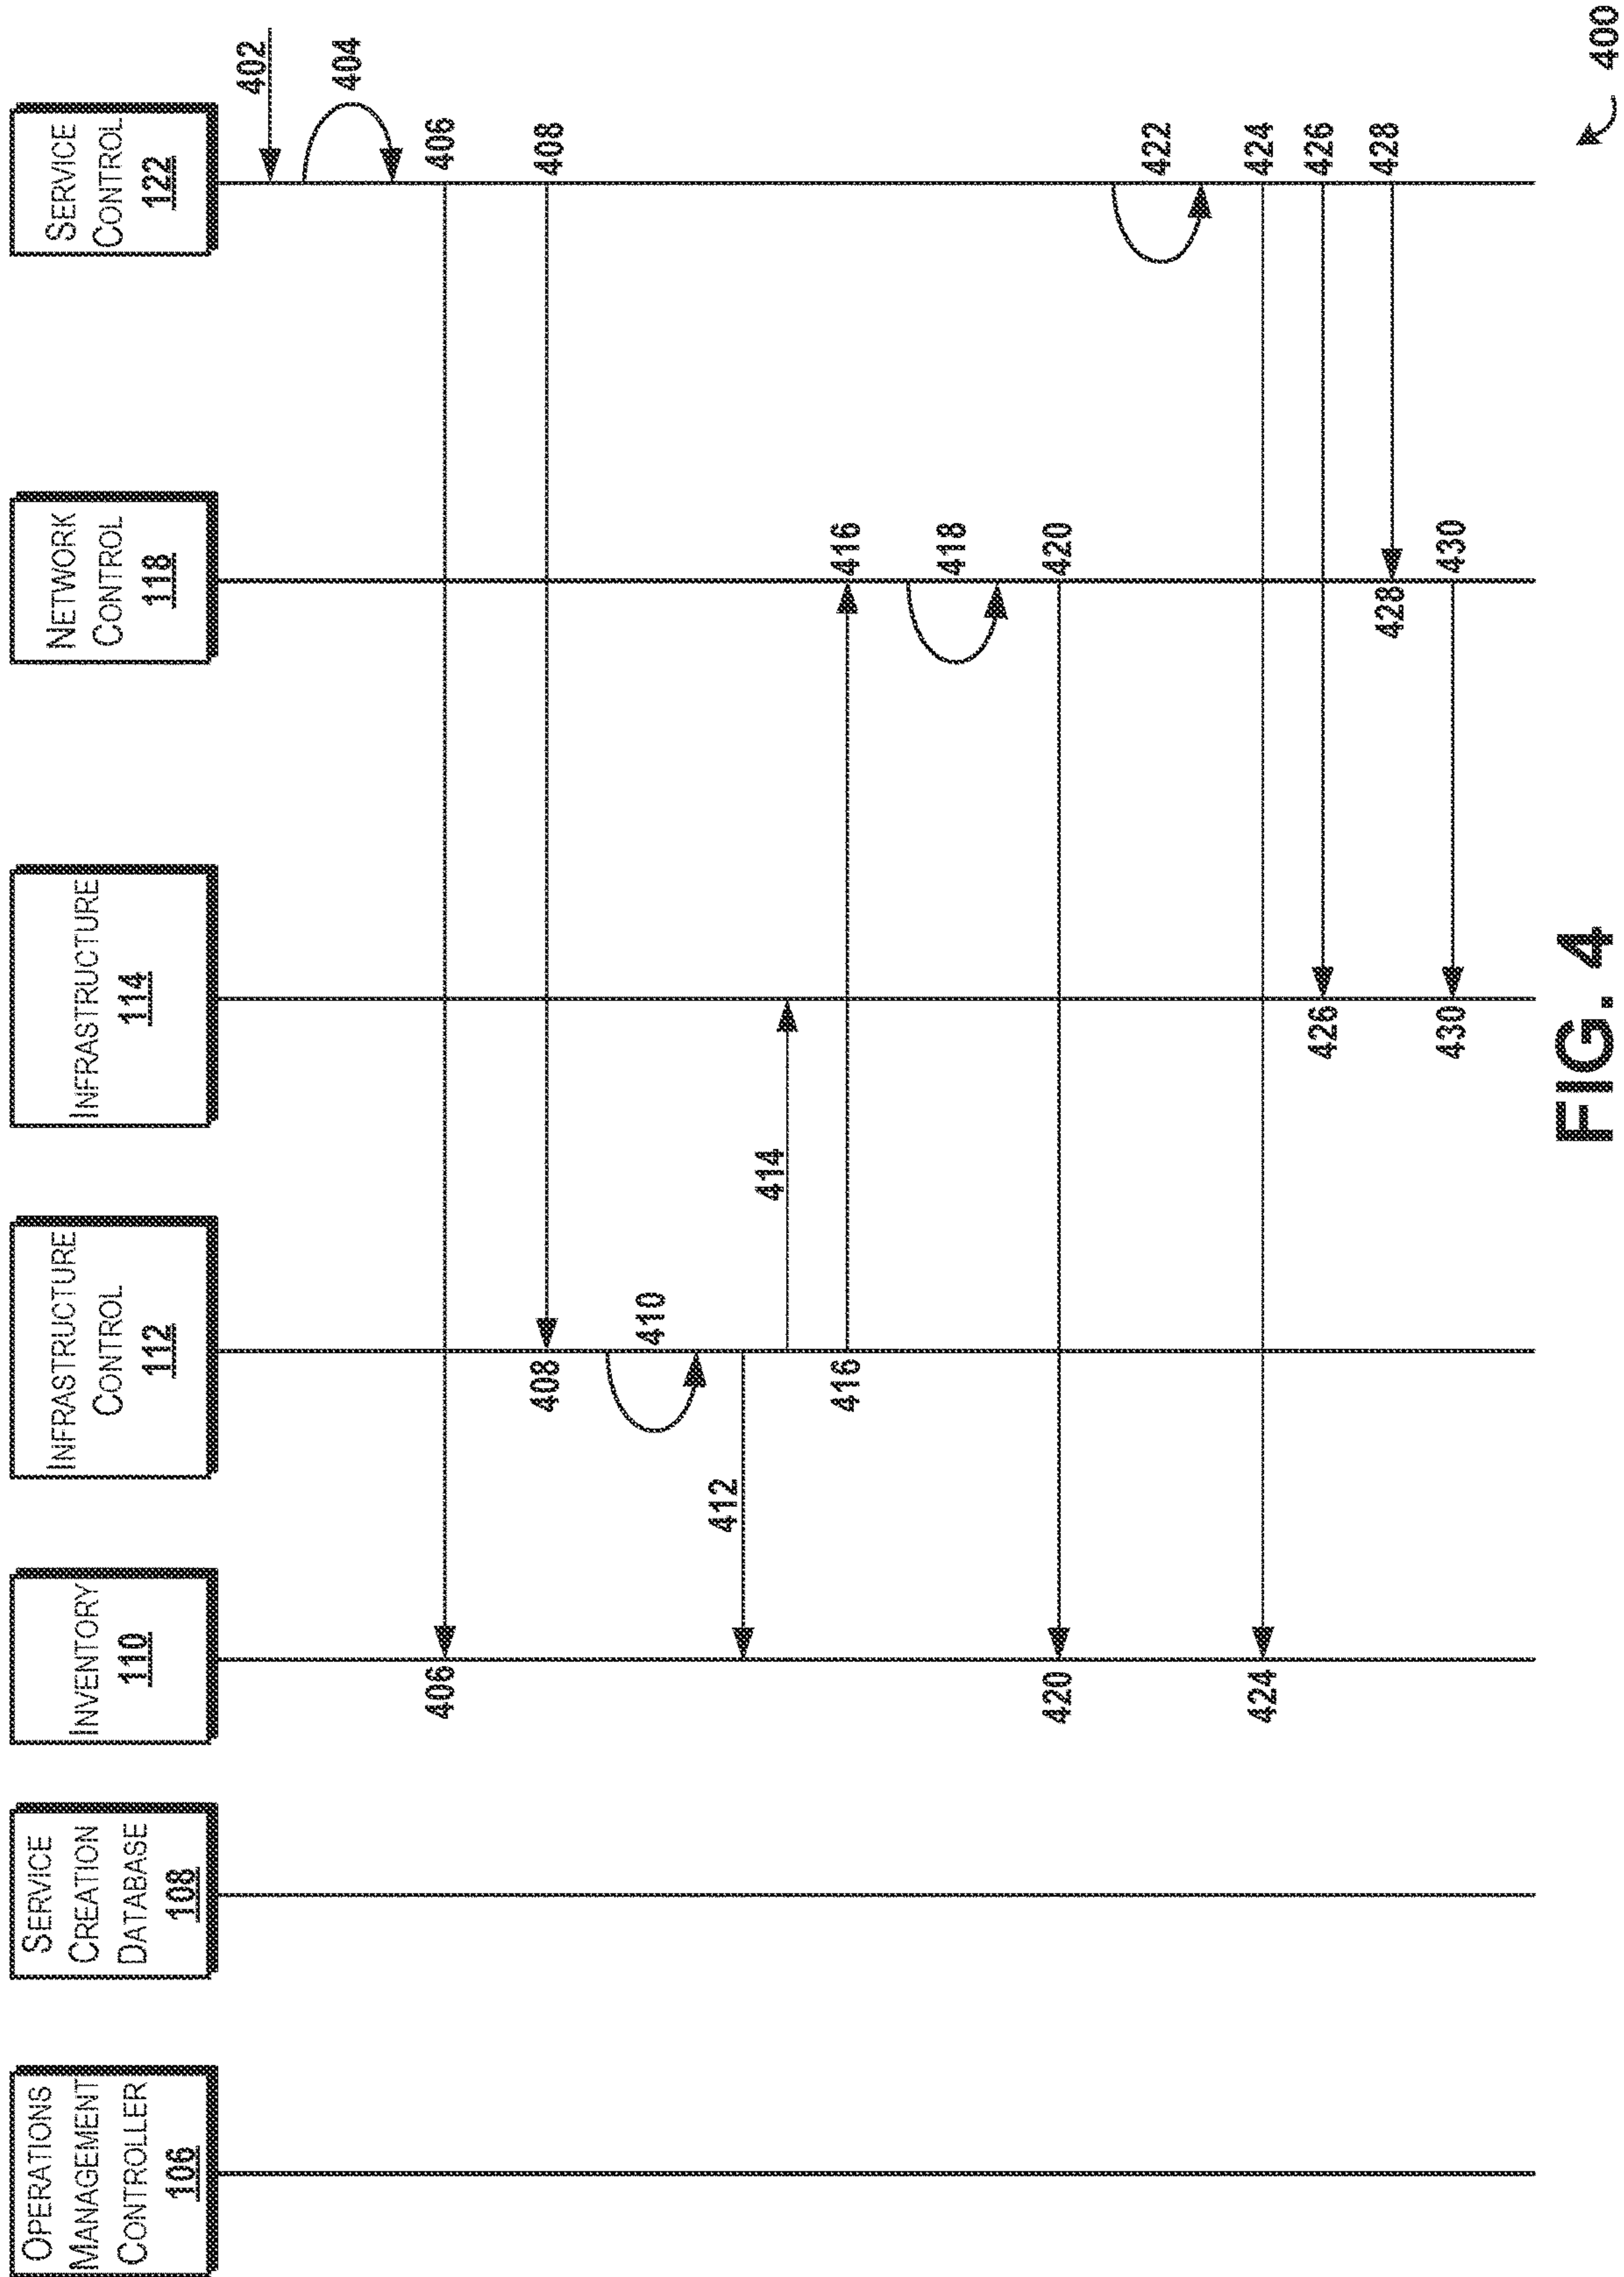 OPERATIONS
MANAGEMENT
CONTROLLER
106
SERVICE
CREATION
DATABASE
108
INVENTORY
110
INFRASTRUCTURE
CONTROL
112
INFRASTRUCTURE
114
NETWORK
CONTROL
118
SERVICE
CONTROL
122
402
404
406
406
408
408
410
412
414
416
416
418
420
420
422
424
424
426
426
428
428
430
430
400
FIG. 4